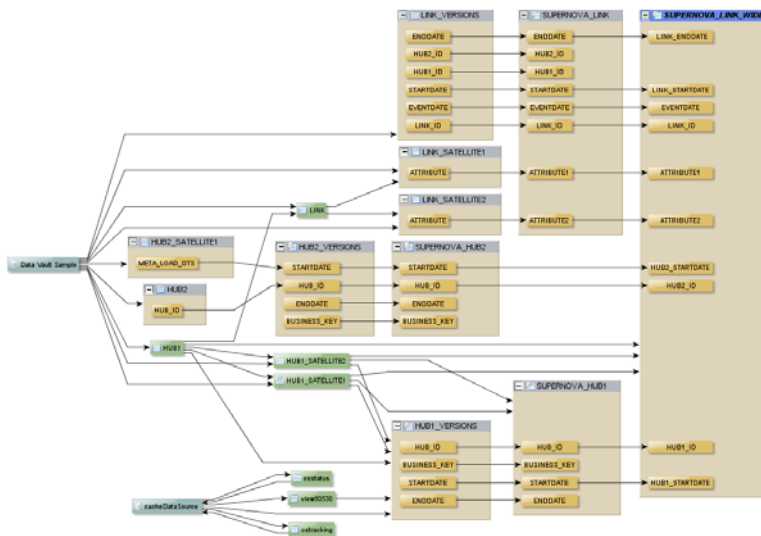 LINK_VERSIONS
ENDDATE
HUB2_ID
HUB1_ID
STARTDATE
EVENTDATE
LINK_ID
SUPERNOVA_LINK
ENDDATE
HUB2_ID
HUB1_ID
STARTDATE
EVENTDATE
LINK_ID
ATTRIBUTE1
ATTRIBUTE2
SUPERNOVA_LINK_WIDE
LINK_ENDDATE
LINK_STARTDATE
EVENTDATE
LINK_ID
ATTRIBUTE1
ATTRIBUTE2
HUB2_STARTDATE
HUB2_ID
HUB1_ID
HUB1_STARTDATE
LINK_SATELLITE1
ATTRIBUTE
LINK
LINK_SATELLITE2
ATTRIBUTE
Data Vault Sample
HUB2_SATELLITE1
META_LOAD_DTS
HUB2
HUB_ID
HUB2_VERSIONS
STARTDATE
HUB_ID
ENDDATE
BUSINESS_KEY
SUPERNOVA_HUB2
STARTDATE
HUB_ID
ENDDATE
BUSINESS_KEY
HUB1
HUB1_SATELLITE2
HUB1_SATELLITE1
SUPERNOVA_HUB1
HUB_ID
BUSINESS_KEY
STARTDATE
ENDDATE
HUB1_VERSIONS
HUB_ID
BUSINESS_KEY
STARTDATE
ENDDATE
cacheDataSource